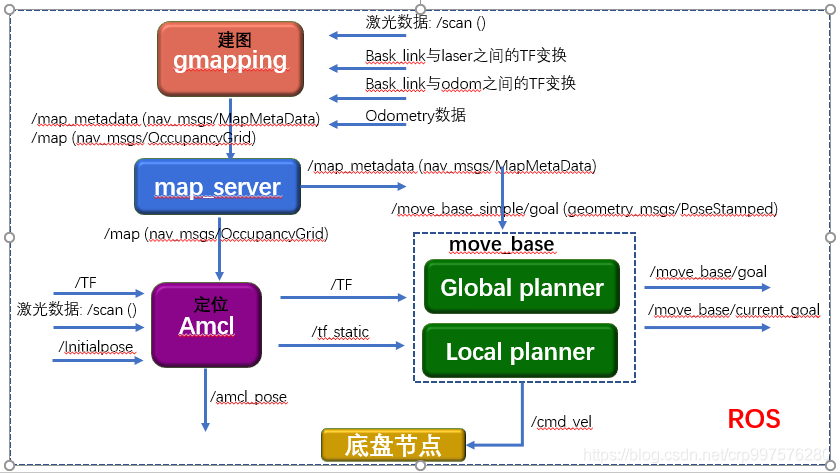 建图
gmapping
激光数据: /scan ()
Bask_link与laser之间的TF变换
Bask_link与odom之间的TF变换
Odometry数据
/map_metadata (nav_msgs/MapMetaData)
/map (nav_msgs/OccupancyGrid)
map_server
/map_metadata (nav_msgs/MapMetaData)
/move_base_simple/goal (geometry_msgs/PoseStamped)
/map (nav_msgs/OccupancyGrid)
move_base
Global planner
Local planner
/TF
激光数据: /scan ()
/Initialpose
定位
Amcl
/TF
/tf_static
/move_base/goal
/move_base/current_goal
/amcl_pose
/cmd_vel
底盘节点
ROS
https://blog.csdn.net/crp997576280